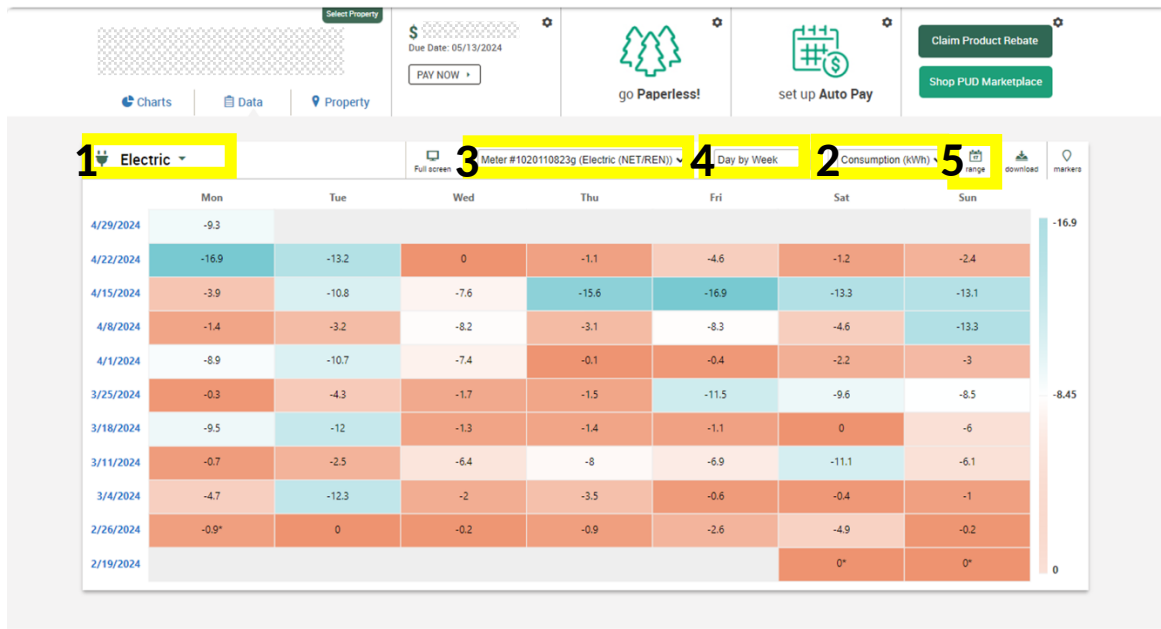 Select Property
$
Due Date: 05/13/2024
PAY NOW
go Paperless!
set up Auto Pay
Claim Product Rebate
Shop PUD Marketplace
Charts Data Property
1 Electric
Full screen
3 Meter #1020110823g (Electric (NET/REN))
4 Day by Week
2 Consumption (kWh)
5 range
download
markers
Mon Tue Wed Thu Fri Sat Sun
4/29/2024 -9.3
4/22/2024 -16.9 -13.2 0 -1.1 -4.6 -1.2 -2.4
4/15/2024 -3.9 -10.8 -7.6 -15.6 -16.9 -13.3 -13.1
4/8/2024 -1.4 -3.2 -8.2 -3.1 -8.3 -4.6 -13.3
4/1/2024 -8.9 -10.7 -7.4 -0.1 -0.4 -2.2 -3
3/25/2024 -0.3 -4.3 -1.7 -1.5 -11.5 -9.6 -8.5
3/18/2024 -9.5 -12 -1.3 -1.4 -1.1 0 -6
3/11/2024 -0.7 -2.5 -6.4 -8 -6.9 -11.1 -6.1
3/4/2024 -4.7 -12.3 -2 -3.5 -0.6 -0.4 -1
2/26/2024 -0.9* 0 -0.2 -0.9 -2.6 -4.9 -0.2
2/19/2024 0* 0*
-16.9
-8.45
0